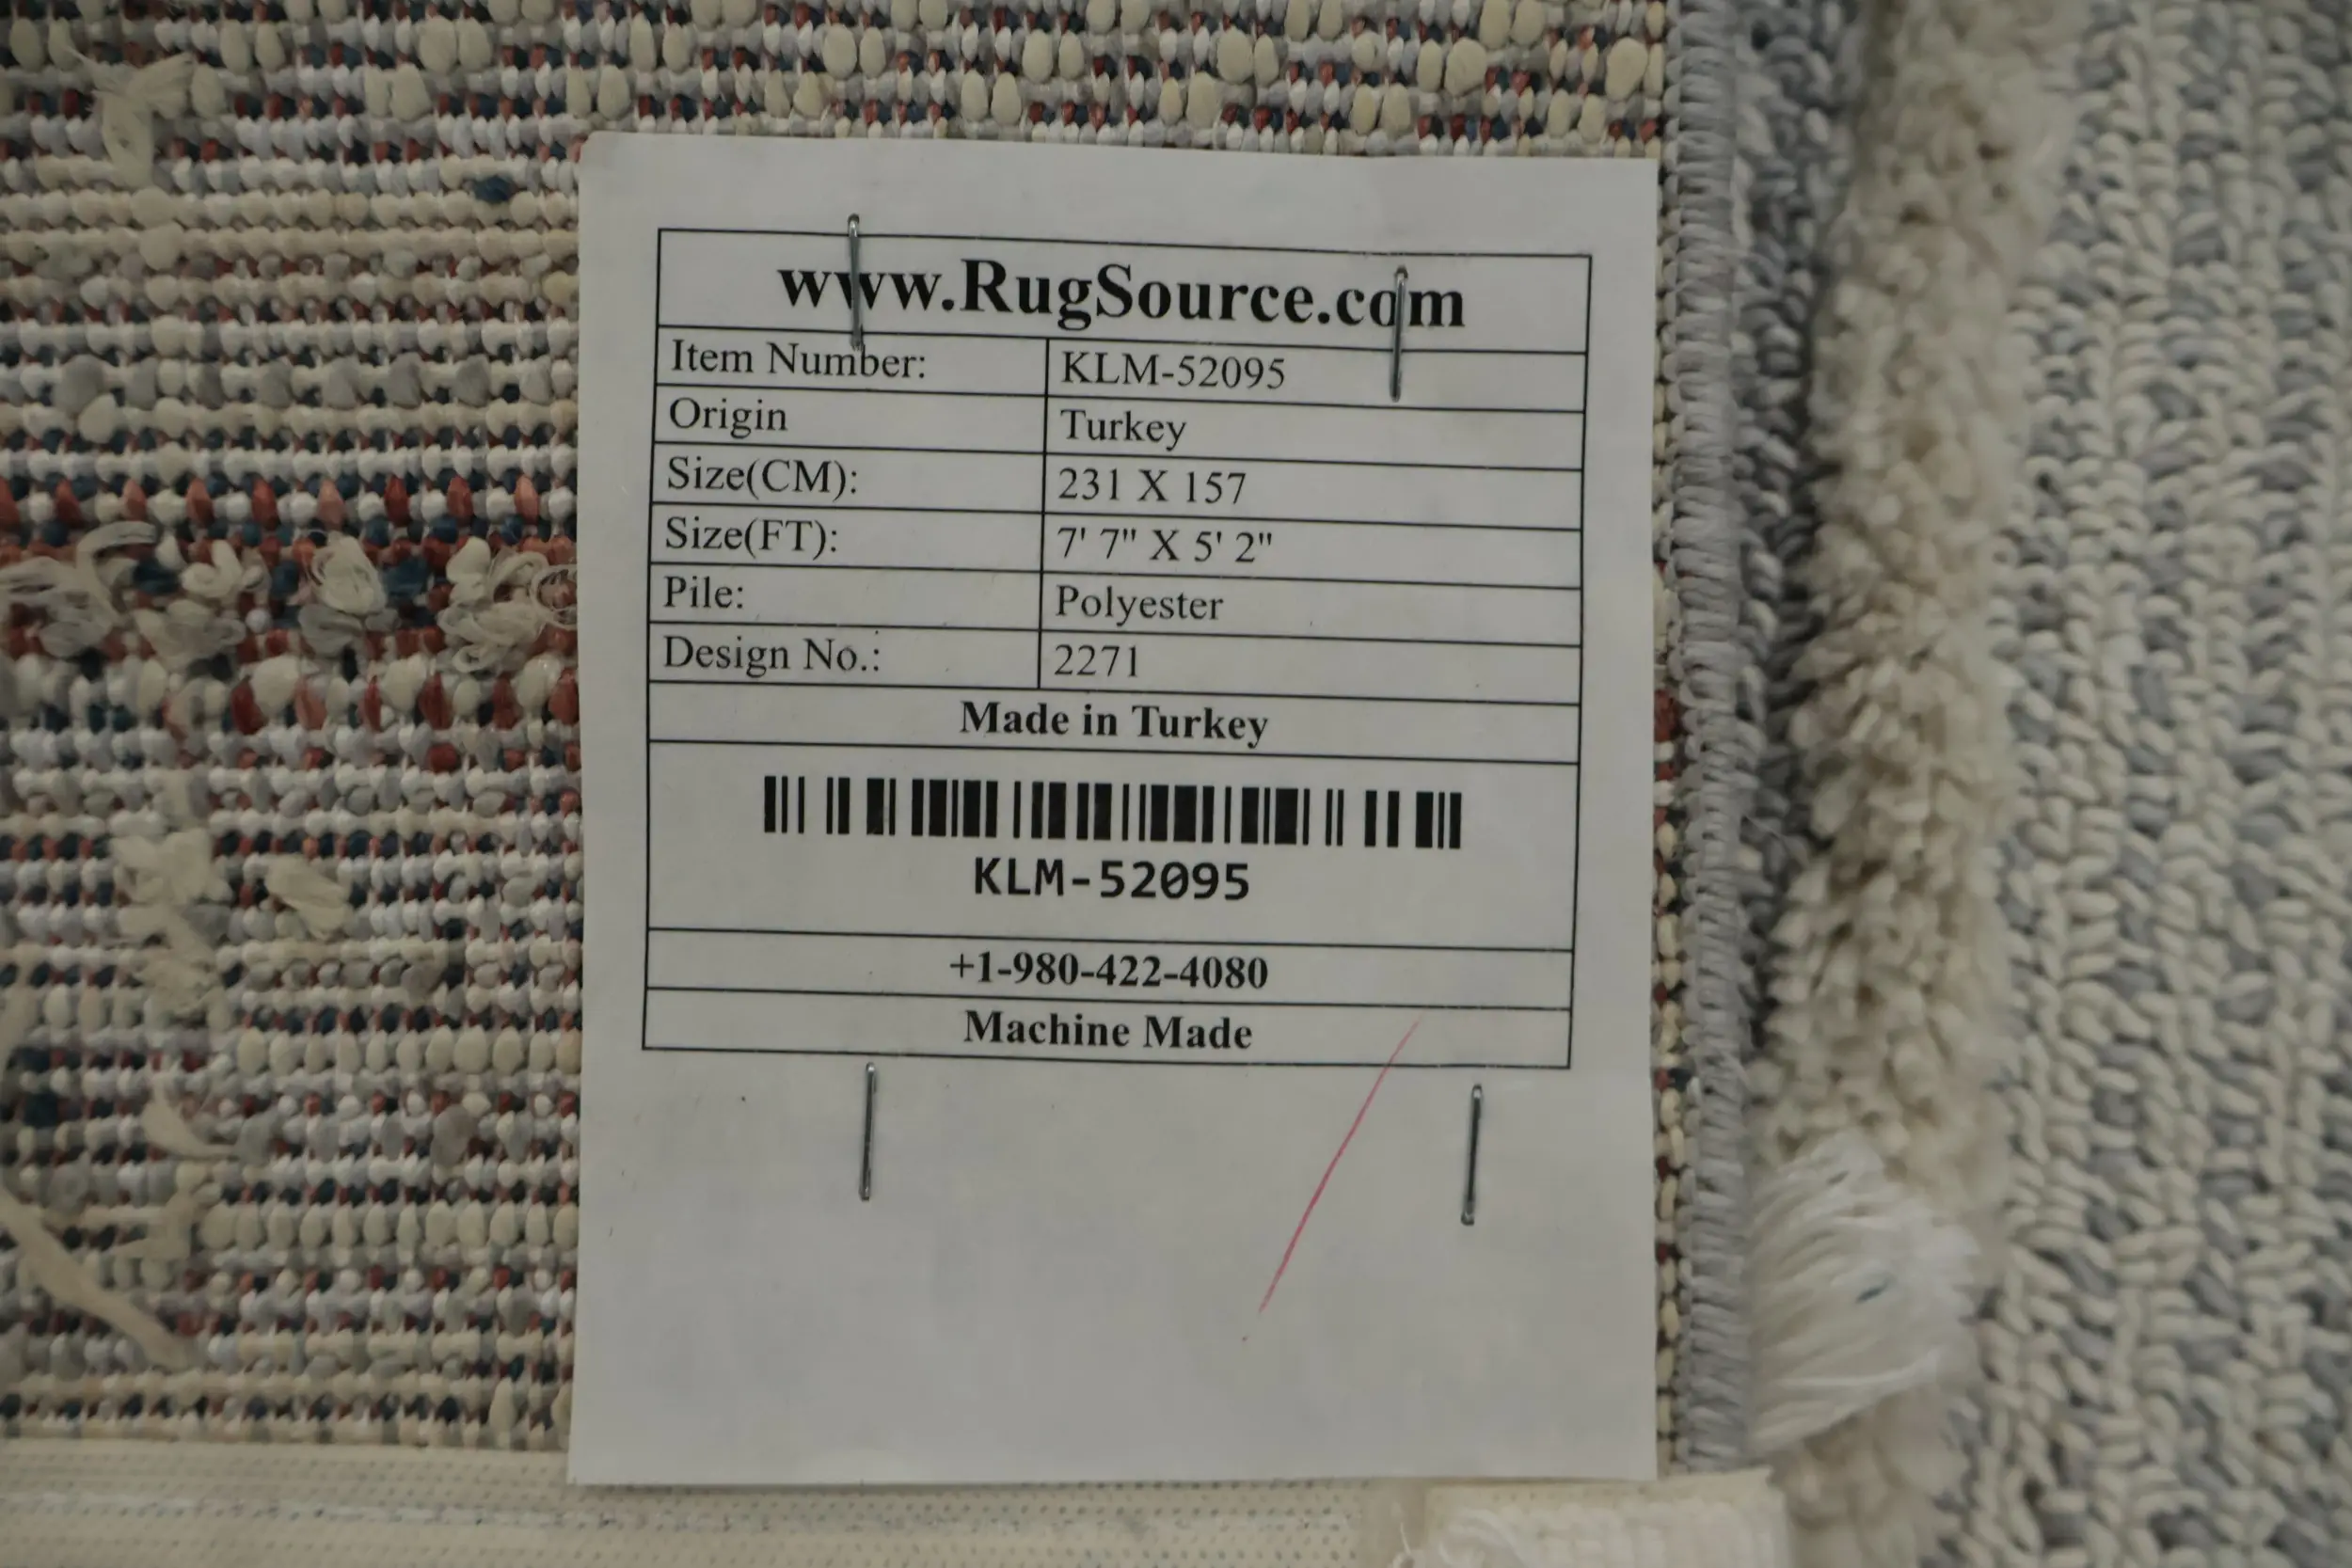 www.RugSource.com
Item Number: KLM-52095
Origin Turkey
Size(CM): 231 X 157
Size(FT): 7' 7" X 5' 2"
Pile: Polyester
Design No.: 2271
Made in Turkey
KLM-52095
+1-980-422-4080
Machine Made